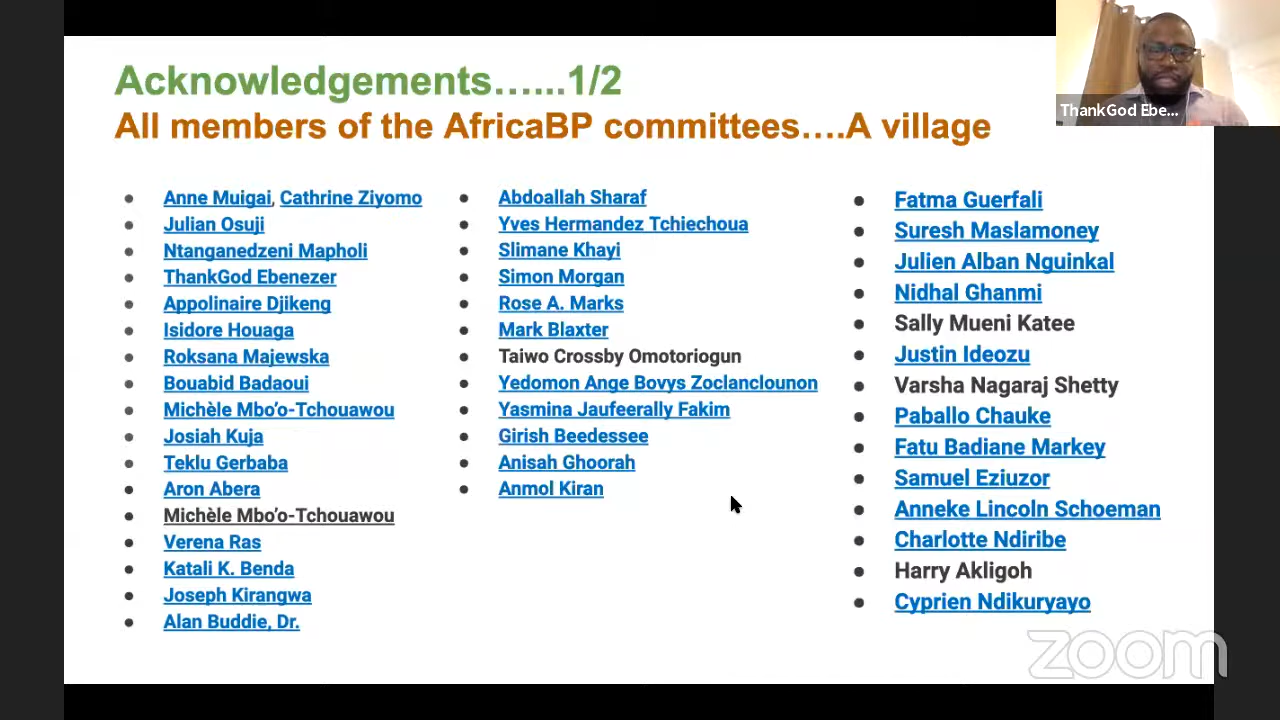 Acknowledgements…...1/2
All members of the AfricaBP committees….A village
Anne Muigai, Cathrine Ziyomo
Julian Osuji
Ntanganedzeni Mapholi
ThankGod Ebenezer
Appolinaire Djikeng
Isidore Houaga
Roksana Majewska
Bouabid Badaoui
Michèle Mbo’o-Tchouawou
Josiah Kuja
Teklu Gerbaba
Aron Abera
Michèle Mbo’o-Tchouawou
Verena Ras
Katali K. Benda
Joseph Kirangwa
Alan Buddie, Dr.
Abdoallah Sharaf
Yves Hermandez Tchiechoua
Slimane Khayi
Simon Morgan
Rose A. Marks
Mark Blaxter
Taiwo Crossby Omotoriogun
Yedomon Ange Bovys Zoclanclounon
Yasmina Jaufeerally Fakim
Girish Beedessee
Anisah Ghoorah
Anmol Kiran
Fatma Guerfali
Suresh Maslamoney
Julien Alban Nguinkal
Nidhal Ghanmi
Sally Mueni Katee
Justin Ideozu
Varsha Nagaraj Shetty
Paballo Chauke
Fatu Badiane Markey
Samuel Eziuzor
Anneke Lincoln Schoeman
Charlotte Ndiribe
Harry Akligoh
Cyprien Ndikuryayo
ThankGod Ebe...
zoom